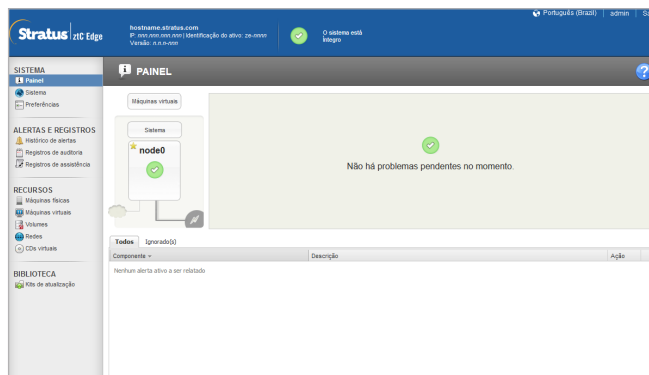 Português (Brazil) | admin | Sa
Stratus ztC Edge
hostname.stratus.com
IP: nnn.nnn.nnn.nnn | Identificação do ativo: ze-nnnn
Versão: n.n.n-nnn
O sistema está
íntegro
SISTEMA
Painel
Sistema
Preferências
ALERTAS E REGISTROS
Histórico de alertas
Registros de auditoria
Registros de assistência
RECURSOS
Máquinas físicas
Máquinas virtuais
Volumes
Redes
CDs virtuais
BIBLIOTECA
Kits de atualização
PAINEL
?
Máquinas virtuais
Sistema
node0
Não há problemas pendentes no momento.
Todos Ignorado(s)
Componente Descrição Ação
Nenhum alerta ativo a ser relatado